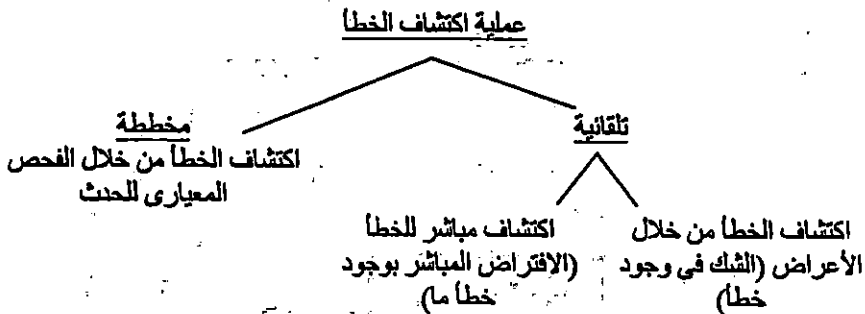 عملية اكتشاف الخطأ
تلقائية
مخططة
اكتشاف الخطأ من خلال الفحص
المعيارى للحدث
اكتشاف الخطأ من خلال
الأعراض (الشك في وجود
خطأ)
اكتشاف مباشر للخطأ
(الافتراض المباشر بوجود
خطأ ما)